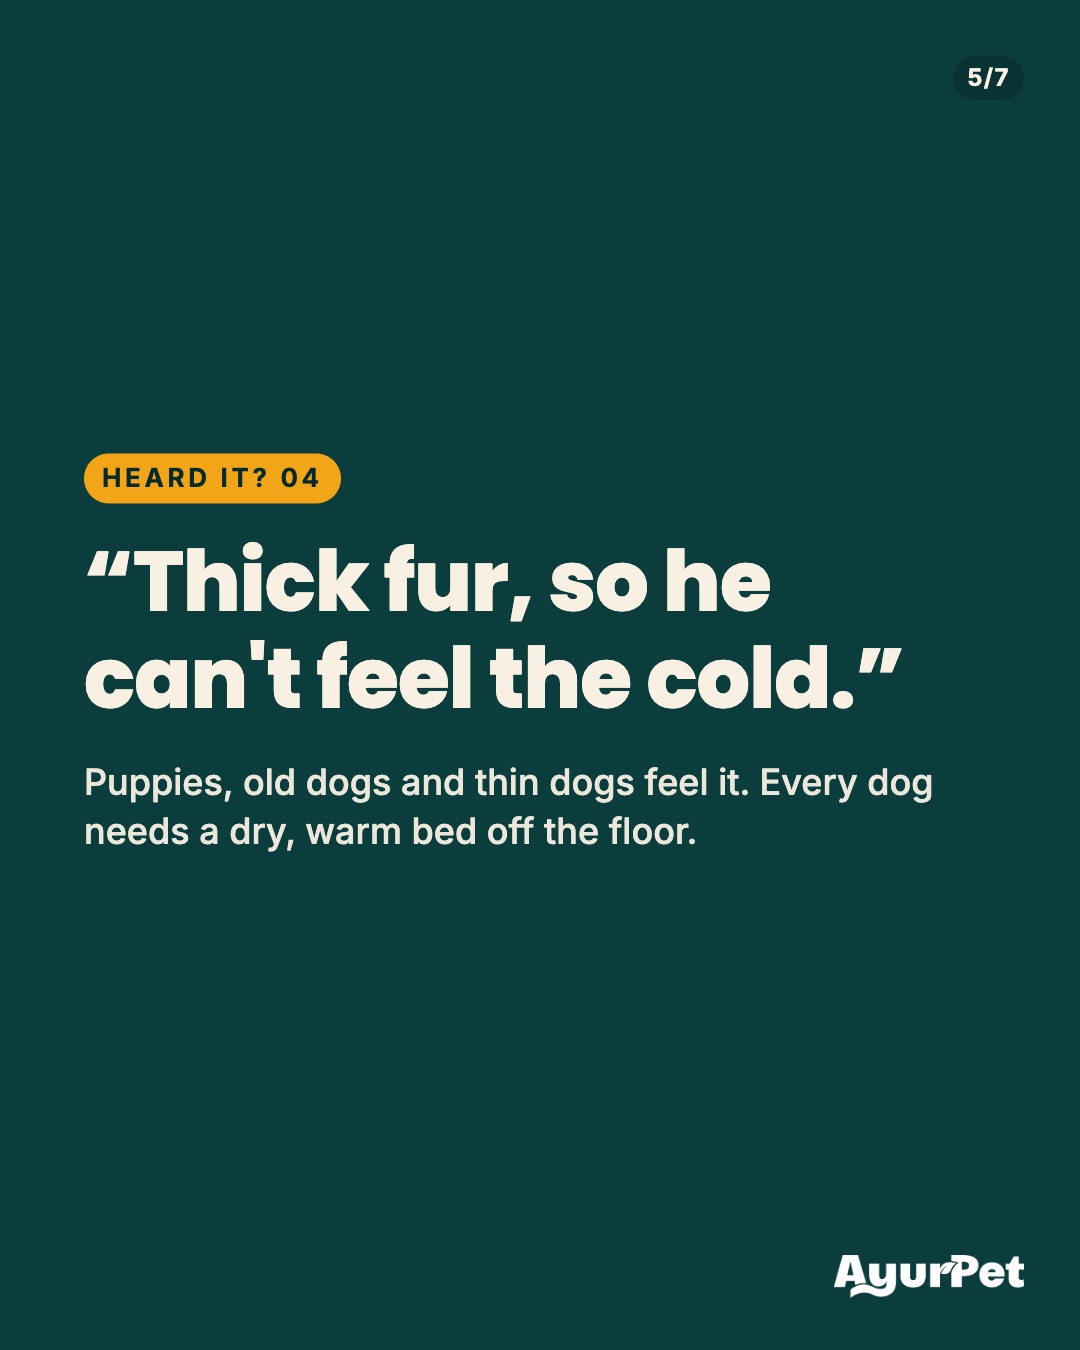 5/7
HEARD IT? 04
“Thick fur, so he
can't feel the cold.”
Puppies, old dogs and thin dogs feel it. Every dog
needs a dry, warm bed off the floor.
AyurPet